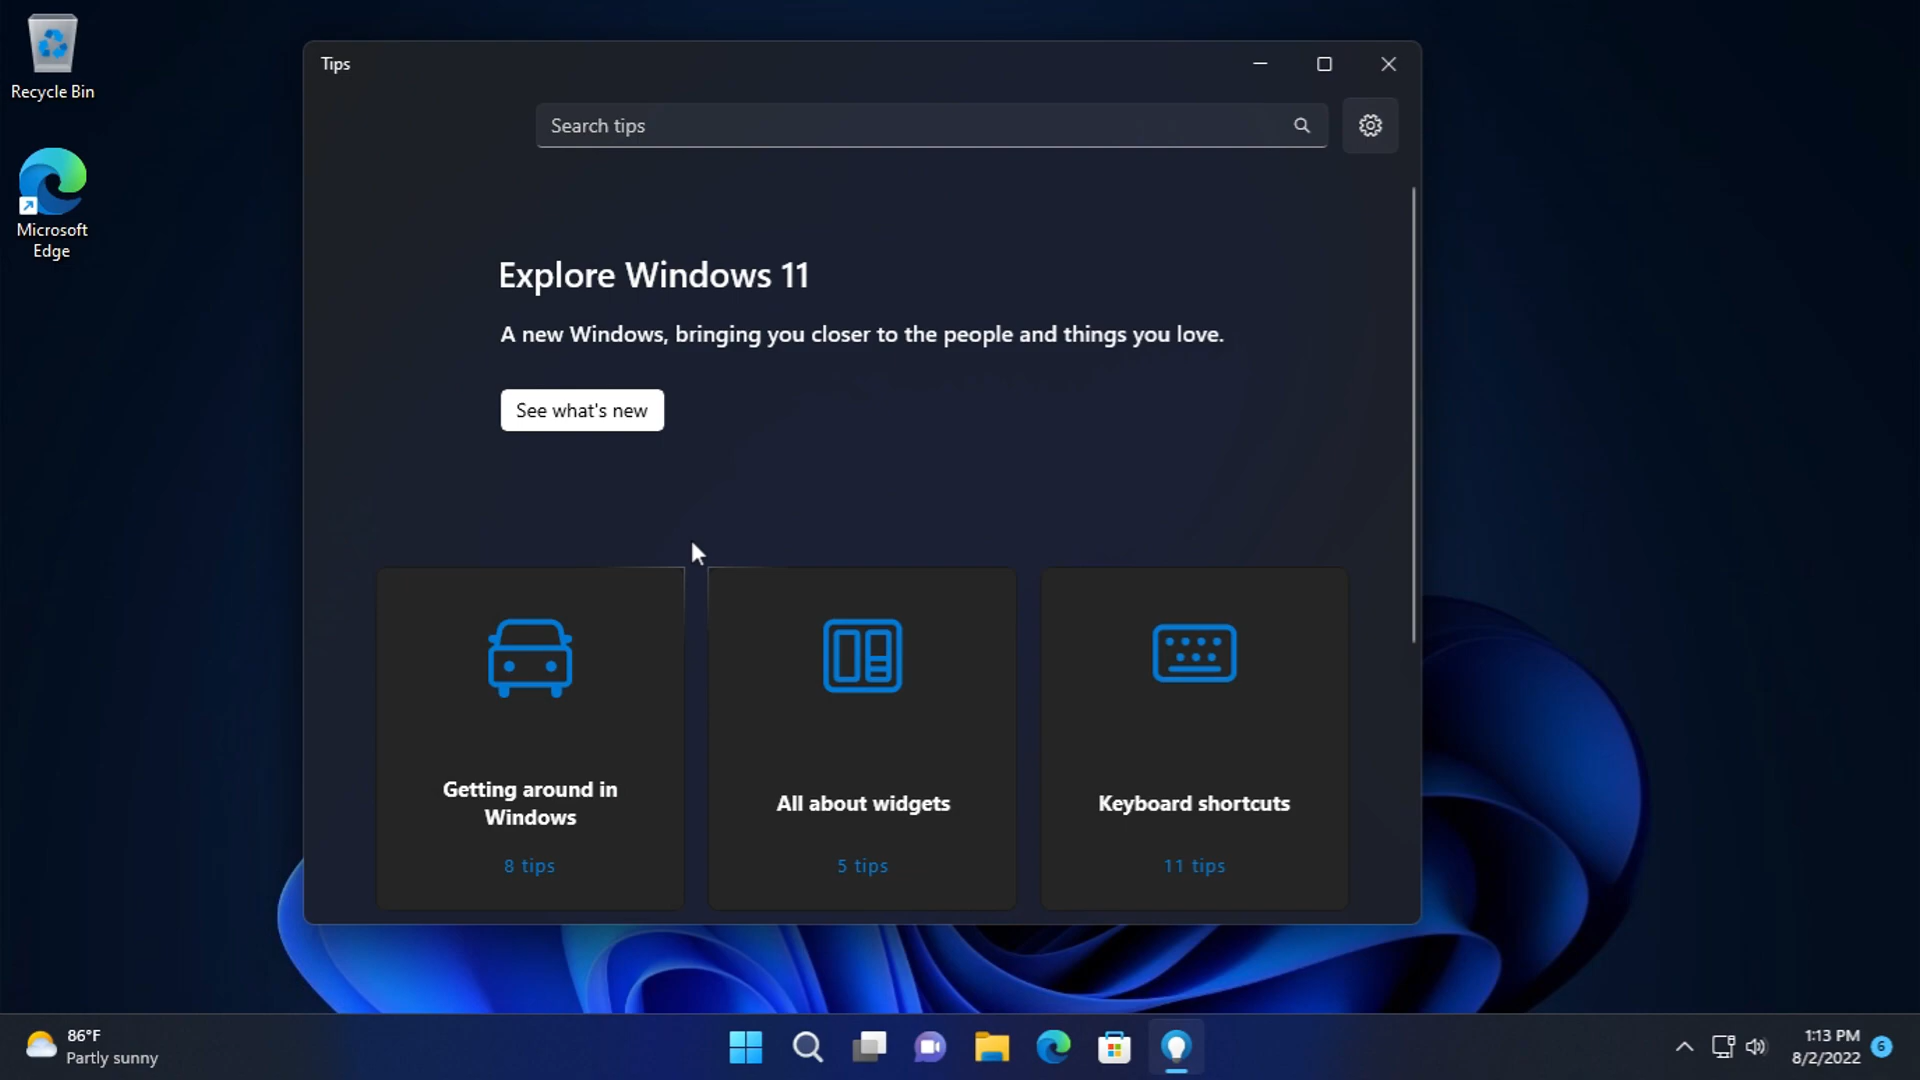 Recycle Bin
Microsoft
Edge
Tips
Search tips
Explore Windows 11
A new Windows, bringing you closer to the people and things you love.
See what's new
Getting around in
Windows
8 tips
All about widgets
5 tips
Keyboard shortcuts
11 tips
86°F
Partly sunny
1:13 PM
8/2/2022
6